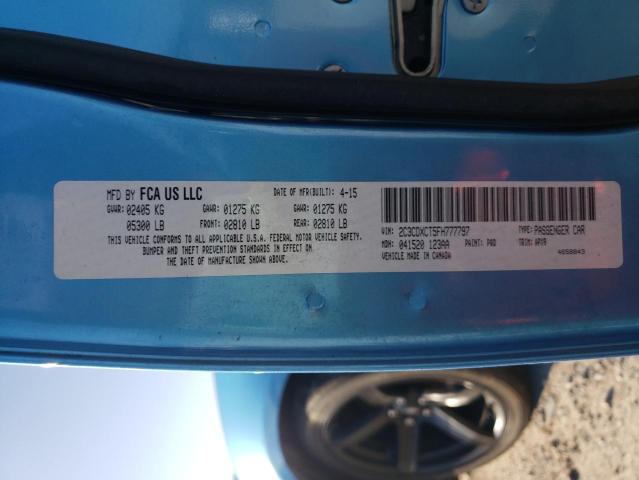 MFD BY FCA US LLC DATE OF MFR(BUILT): 4-15
GVWR: 02405 KG GAWR: 01275 KG GAWR: 01275 KG
05300 LB FRONT: 02810 LB REAR: 02810 LB
THIS VEHICLE CONFORMS TO ALL APPLICABLE U.S.A. FEDERAL MOTOR VEHICLE SAFETY,
BUMPER AND THEFT PREVENTION STANDARDS IN EFFECT ON
THE DATE OF MANUFACTURE SHOWN ABOVE.
VIN: 2C3CDXCT5FH777797 TYPE: PASSENGER CAR
MDH: 041520 123AA PAINT: PQD TRIM: APX9
VEHICLE MADE IN CANADA 4658843